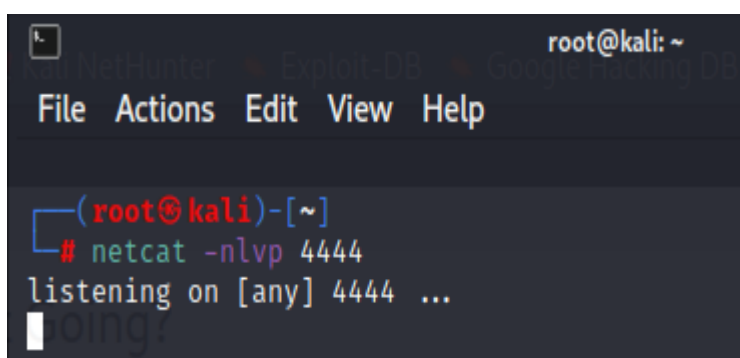 root@kali: ~
Kali NetHunter Exploit-DB Google Hacking DB
File Actions Edit View Help
(root㉿kali)-[~]
# netcat -nlvp 4444
listening on [any] 4444 ...
Going?